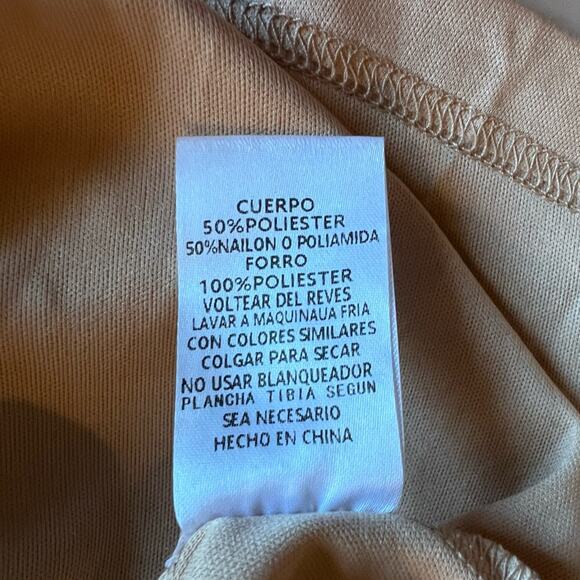 CUERPO
50%POLIESTER
50%NAILON O POLIAMIDA
FORRO
100%POLIESTER
VOLTEAR DEL REVES
LAVAR A MAQUINAUA FRIA
CON COLORES SIMILARES
COLGAR PARA SECAR
NO USAR BLANQUEADOR
PLANCHA TIBIA SEGUN
SEA NECESARIO
HECHO EN CHINA